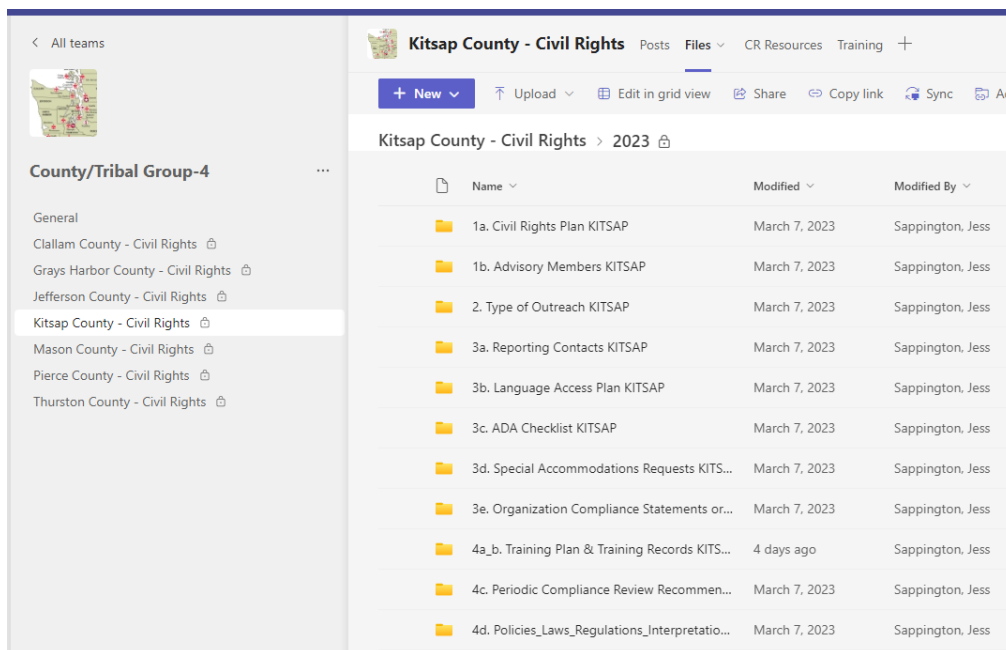 All teams
County/Tribal Group-4
...
General
Clallam County - Civil Rights
Grays Harbor County - Civil Rights
Jefferson County - Civil Rights
Kitsap County - Civil Rights
Mason County - Civil Rights
Pierce County - Civil Rights
Thurston County - Civil Rights
Kitsap County - Civil Rights Posts Files CR Resources Training +
+ New Upload Edit in grid view Share Copy link Sync
Kitsap County - Civil Rights > 2023
Name Modified Modified By
1a. Civil Rights Plan KITSAP March 7, 2023 Sappington, Jess
1b. Advisory Members KITSAP March 7, 2023 Sappington, Jess
2. Type of Outreach KITSAP March 7, 2023 Sappington, Jess
3a. Reporting Contacts KITSAP March 7, 2023 Sappington, Jess
3b. Language Access Plan KITSAP March 7, 2023 Sappington, Jess
3c. ADA Checklist KITSAP March 7, 2023 Sappington, Jess
3d. Special Accommodations Requests KITS... March 7, 2023 Sappington, Jess
3e. Organization Compliance Statements or... March 7, 2023 Sappington, Jess
4a_b. Training Plan & Training Records KITS... 4 days ago Sappington, Jess
4c. Periodic Compliance Review Recommen... March 7, 2023 Sappington, Jess
4d. Policies_Laws_Regulations_Interpretatio... March 7, 2023 Sappington, Jess